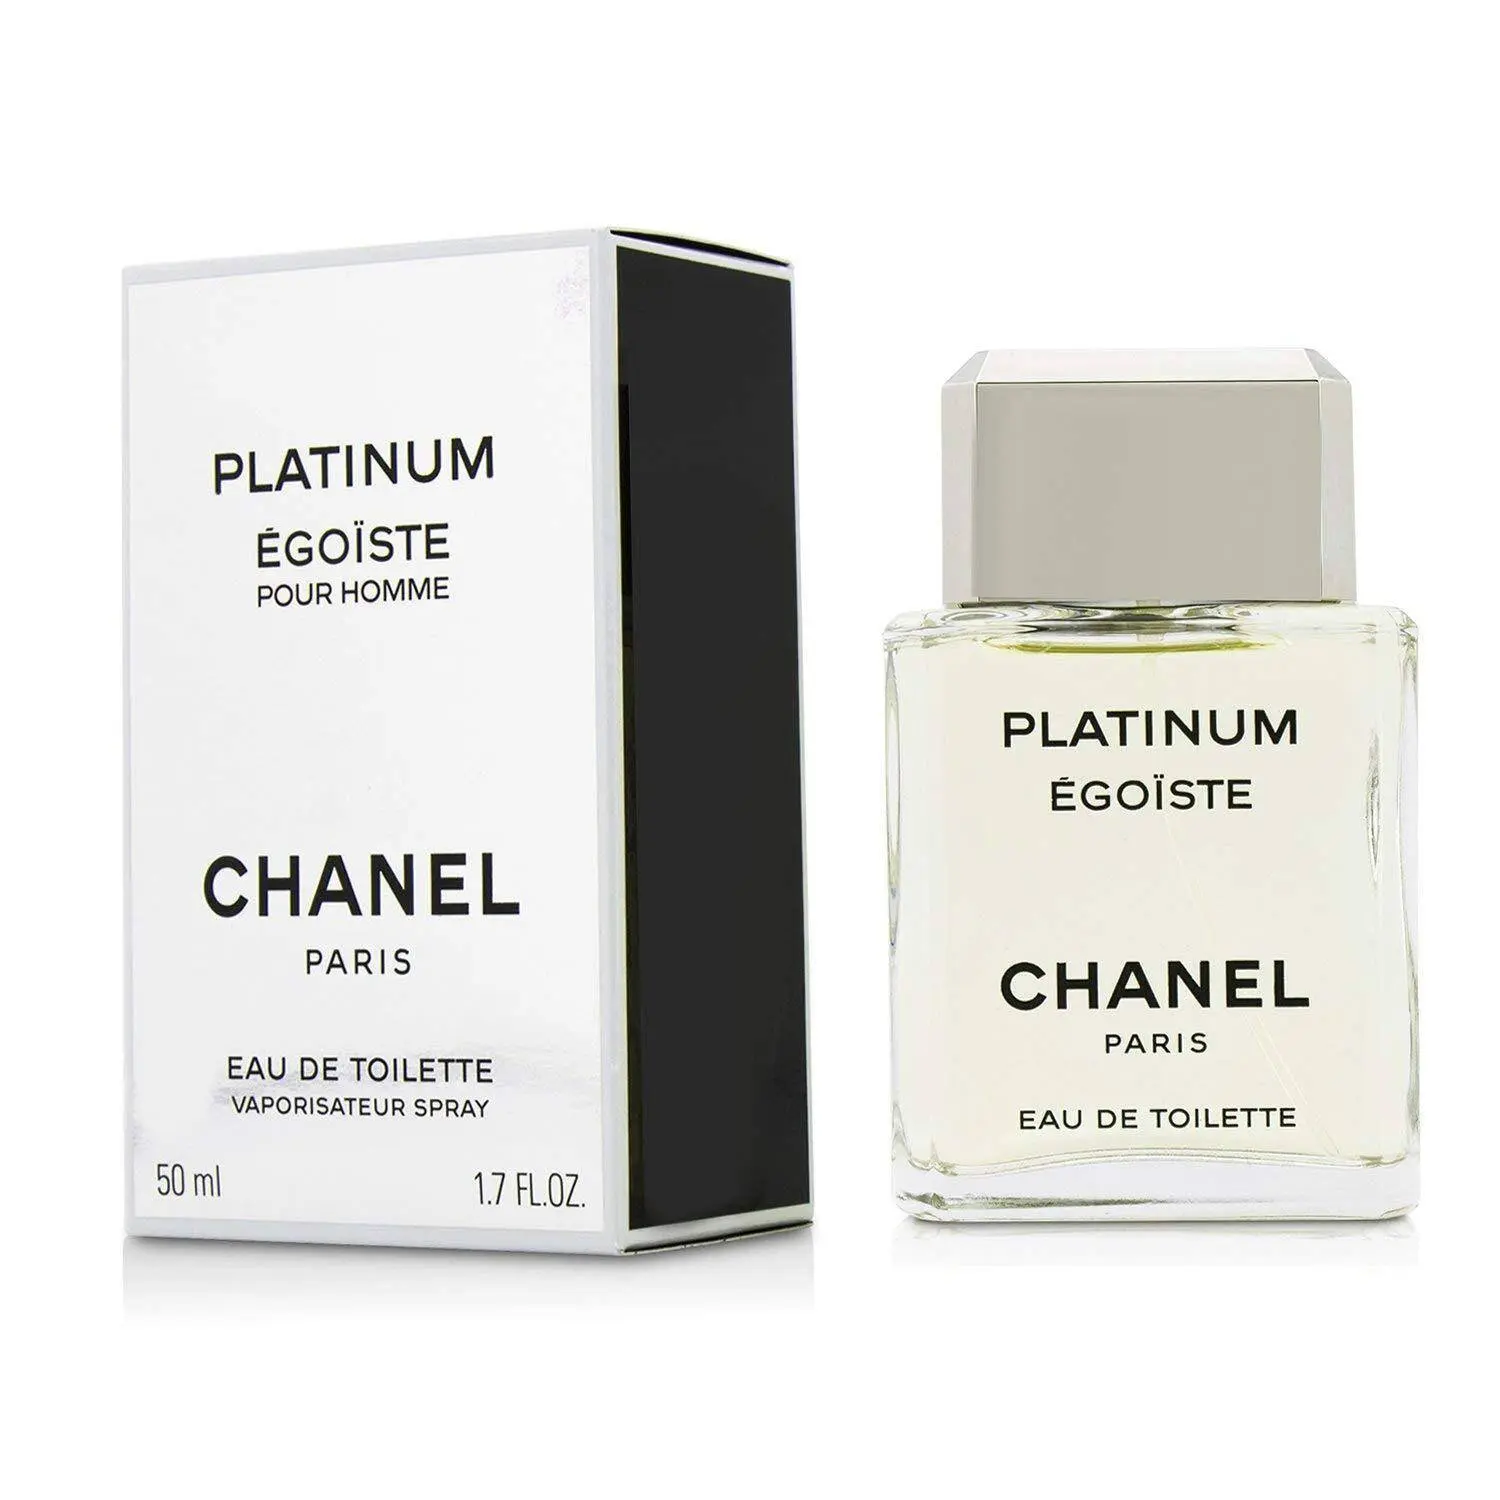 PLATINUM
ÉGOÏSTE
POUR HOMME
CHANEL
PARIS
EAU DE TOILETTE
VAPORISATEUR SPRAY
50 ml 1.7 FL.OZ.
PLATINUM
ÉGOÏSTE
CHANEL
PARIS
EAU DE TOILETTE